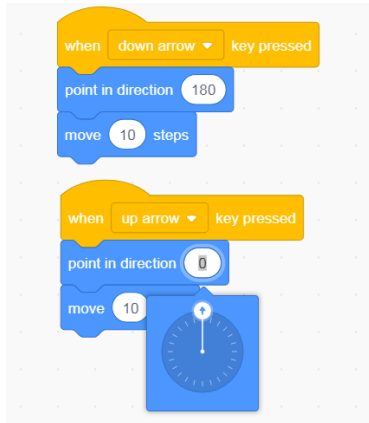 when down arrow key pressed
point in direction 180
move 10 steps
when up arrow key pressed
point in direction 0
move 10